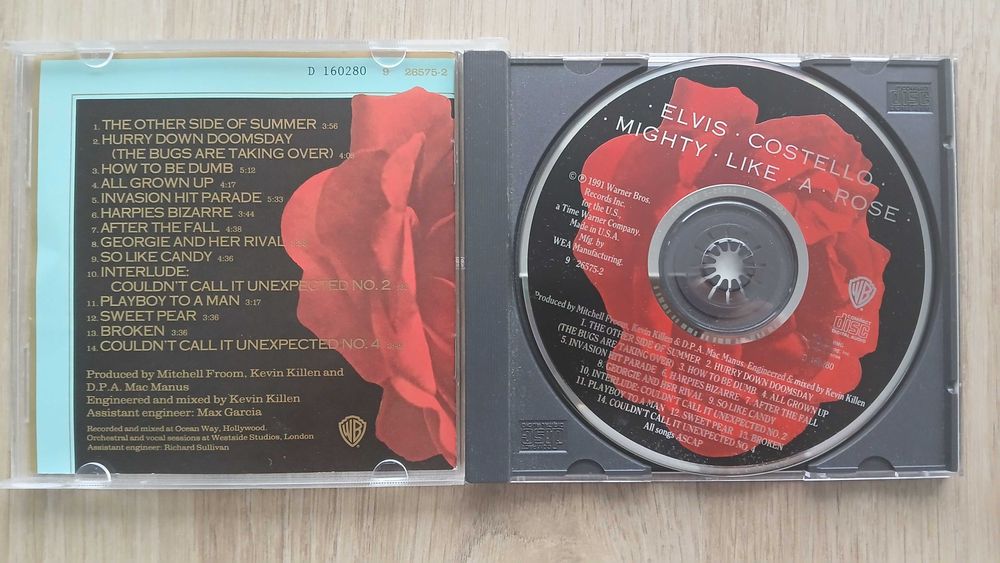 D 160280 9 26575-2
1. THE OTHER SIDE OF SUMMER 3:56
2. HURRY DOWN DOOMSDAY
(THE BUGS ARE TAKING OVER) 4:05
3. HOW TO BE DUMB 5:12
4. ALL GROWN UP 4:17
5. INVASION HIT PARADE 5:33
6. HARPIES BIZARRE 3:44
7. AFTER THE FALL 4:38
8. GEORGIE AND HER RIVAL
9. SO LIKE CANDY 4:36
10. INTERLUDE:
COULDN'T CALL IT UNEXPECTED NO. 2
11. PLAYBOY TO A MAN 3:17
12. SWEET PEAR 3:36
13. BROKEN 3:36
14. COULDN'T CALL IT UNEXPECTED NO. 4
Produced by Mitchell Froom, Kevin Killen and
D.P.A. Mac Manus
Engineered and mixed by Kevin Killen
Assistant engineer: Max Garcia
Recorded and mixed at Ocean Way, Hollywood.
Orchestral and vocal sessions at Westside Studios, London
Assistant engineer: Richard Sullivan
WB
· ELVIS · COSTELLO ·
· MIGHTY · LIKE · A · ROSE ·
© ℗ 1991 Warner Bros.
Records Inc.
for the U.S.,
a Time Warner Company.
Made in U.S.A.
Mfg. by
WEA Manufacturing.
9 26575-2
WB
COMPACT
disc
DIGITAL AUDIO
D 160280
Produced by Mitchell Froom, Kevin Killen & D.P.A. Mac Manus. Engineered & mixed by Kevin Killen
1. THE OTHER SIDE OF SUMMER 2. HURRY DOWN DOOMSDAY
(THE BUGS ARE TAKING OVER) 3. HOW TO BE DUMB 4. ALL GROWN UP
5. INVASION HIT PARADE 6. HARPIES BIZARRE 7. AFTER THE FALL
8. GEORGIE AND HER RIVAL 9. SO LIKE CANDY
10. INTERLUDE: COULDN'T CALL IT UNEXPECTED NO. 2
11. PLAYBOY TO A MAN 12. SWEET PEAR 13. BROKEN
14. COULDN'T CALL IT UNEXPECTED NO. 4
All songs ASCAP
disc
disc